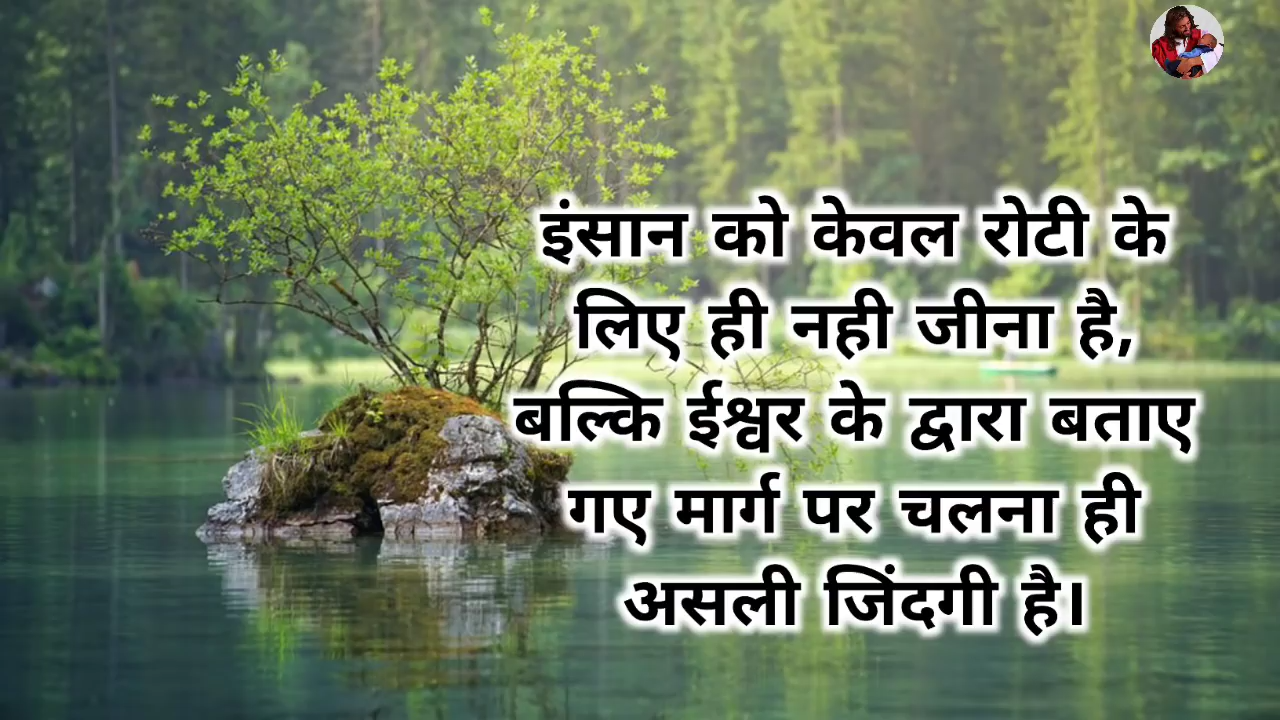 इंसान को केवल रोटी के
लिए ही नही जीना है,
बल्कि ईश्वर के द्वारा बताए
गए मार्ग पर चलना ही
असली जिंदगी है।